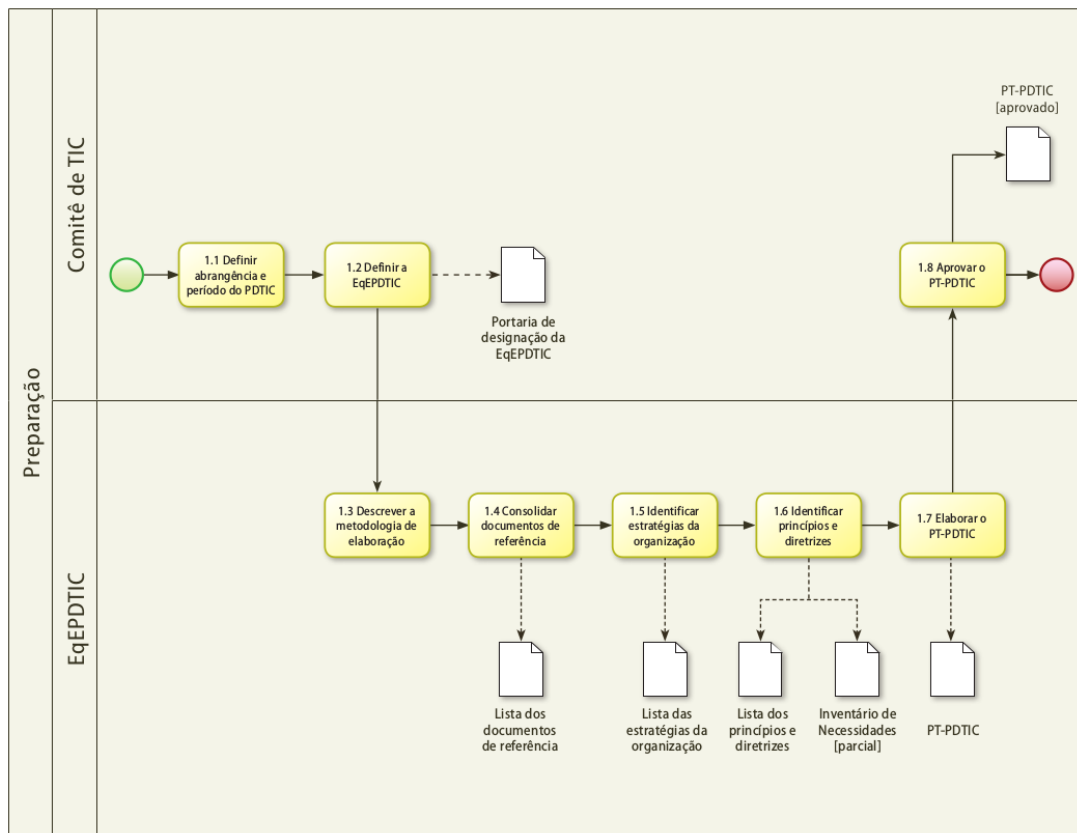 Preparação
Comitê de TIC
PT-PDTIC
[aprovado]
1.1 Definir
abrangência e
período do PDTIC
1.2 Definir a
EqEPDTIC
Portaria de
designação da
EqEPDTIC
1.8 Aprovar o
PT-PDTIC
EqEPDTIC
1.3 Descrever a
metodologia de
elaboração
1.4 Consolidar
documentos de
referência
1.5 Identificar
estratégias da
organização
1.6 Identificar
princípios e
diretrizes
1.7 Elaborar o
PT-PDTIC
Lista dos
documentos
de referência
Lista das
estratégias da
organização
Lista dos
princípios e
diretrizes
Inventário de
Necessidades
[parcial]
PT-PDTIC